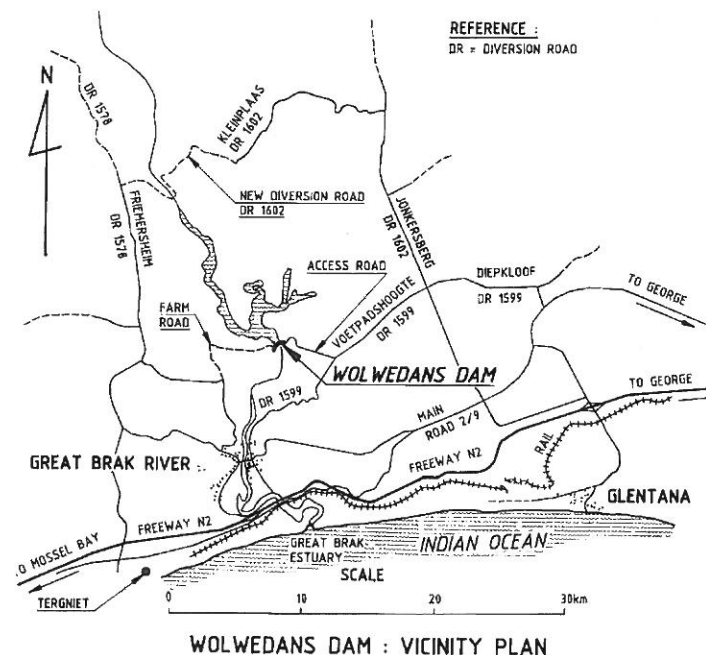 REFERENCE :
DR = DIVERSION ROAD
N
DR 1578
KLEINPLAAS
DR 1602
NEW DIVERSION ROAD
DR 1602
FRIEMERSHEIM
DR 1578
JONKERSBERG
DR 1602
ACCESS ROAD
DIEPKLOOF
DR 1599
TO GEORGE
FARM
ROAD
VOETPADSHOOGTE
DR 1599
WOLWEDANS DAM
DR 1599
TO GEORGE
MAIN
ROAD 2/9
FREEWAY N2
RAIL
GREAT BRAK RIVER
GLENTANA
O MOSSEL BAY
FREEWAY N2
GREAT BRAK
ESTUARY
INDIAN OCEAN
TERGNIET
SCALE
0 10 20 30km
WOLWEDANS DAM : VICINITY PLAN